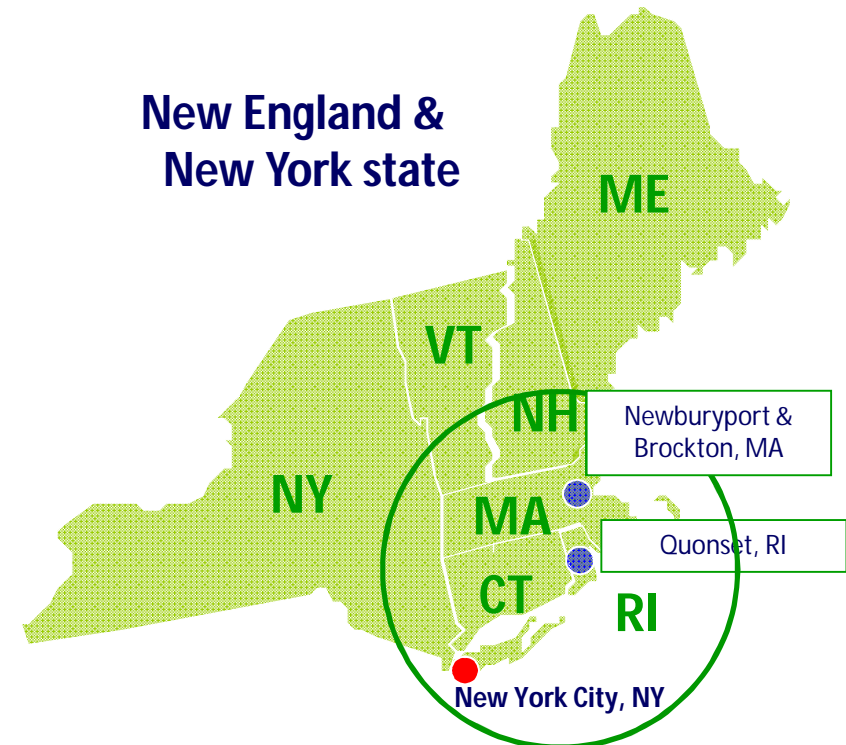 New England &
New York state
ME
VT
NH
Newburyport &
Brockton, MA
NY
MA
Quonset, RI
CT
RI
New York City, NY